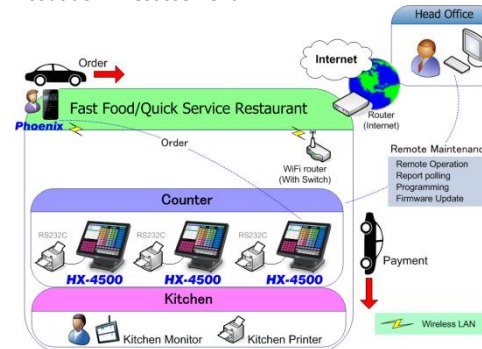 Head Office
Order
Internet
Fast Food/Quick Service Restaurant
Phoenix
Router
(Internet)
Order
WiFi router
(With Switch)
Remote Maintenance
Remote Operation
Report polling
Programming
Firmware Update
Counter
RS232C
RS232C
RS232C
HX-4500
HX-4500
HX-4500
Payment
Kitchen
Kitchen Monitor
Kitchen Printer
Wireless LAN